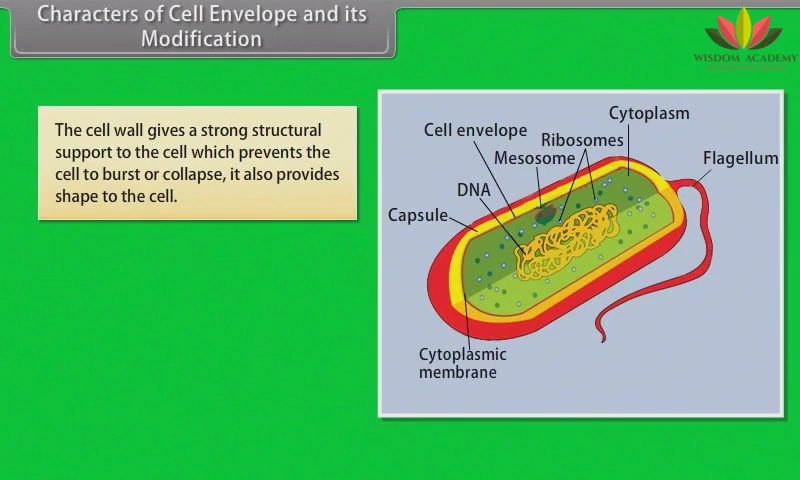 Characters of Cell Envelope and its
Modification
WISDOM ACADEMY
The cell wall gives a strong structural
support to the cell which prevents the
cell to burst or collapse, it also provides
shape to the cell.
Cytoplasm
Cell envelope
Ribosomes
Mesosome
Flagellum
DNA
Capsule
Cytoplasmic
membrane